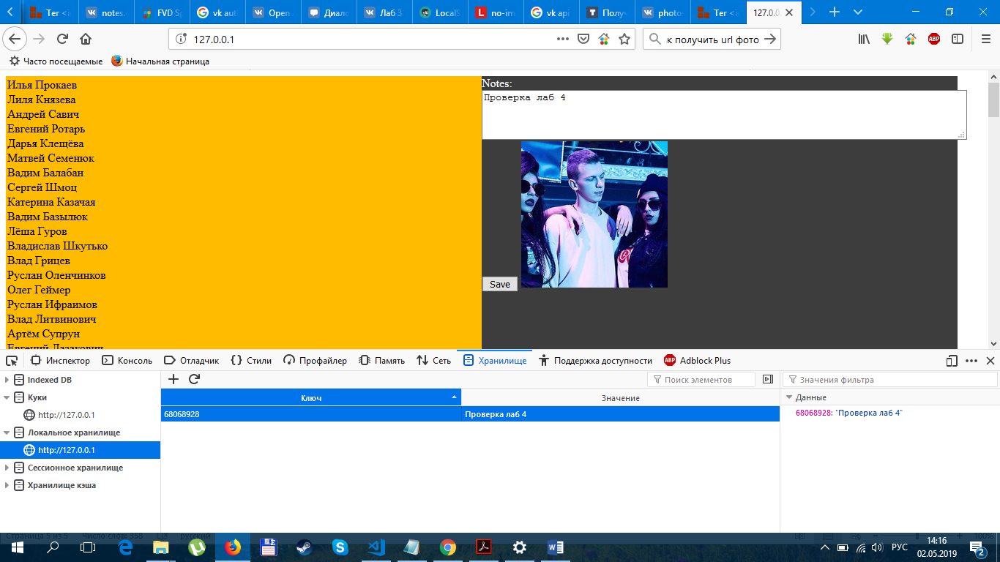 Тег <i
notes.
FVD Sp
vk aut
Open
Диало
Лаб 3
LocalS
no-im
vk api
Получ
photo
Тег <i
127.0.0.
127.0.0.1
к получить url фото
Часто посещаемые
Начальная страница
Илья Прокаев
Лиля Князева
Андрей Савич
Евгений Ротарь
Дарья Клещёва
Матвей Семенюк
Вадим Балабан
Сергей Шмоц
Катерина Казачая
Вадим Базылюк
Лёша Гуров
Владислав Шкутько
Влад Грицев
Руслан Оленчинков
Олег Геймер
Руслан Ифраимов
Влад Литвинович
Артём Супрун
Евгений Лазакович
Notes:
Проверка лаб 4
Save
Инспектор
Консоль
Отладчик
Стили
Профайлер
Память
Сеть
Хранилище
Поддержка доступности
ABP Adblock Plus
Indexed DB
Куки
http://127.0.0.1
Локальное хранилище
http://127.0.0.1
Сессионное хранилище
Хранилище кэша
Поиск элементов
Ключ
Значение
68068928
Проверка лаб 4
Значения фильтра
Данные
68068928: "Проверка лаб 4"
Страница 5 из 5
Число слов: 358
русский
100%
РУС
14:16
02.05.2019
2